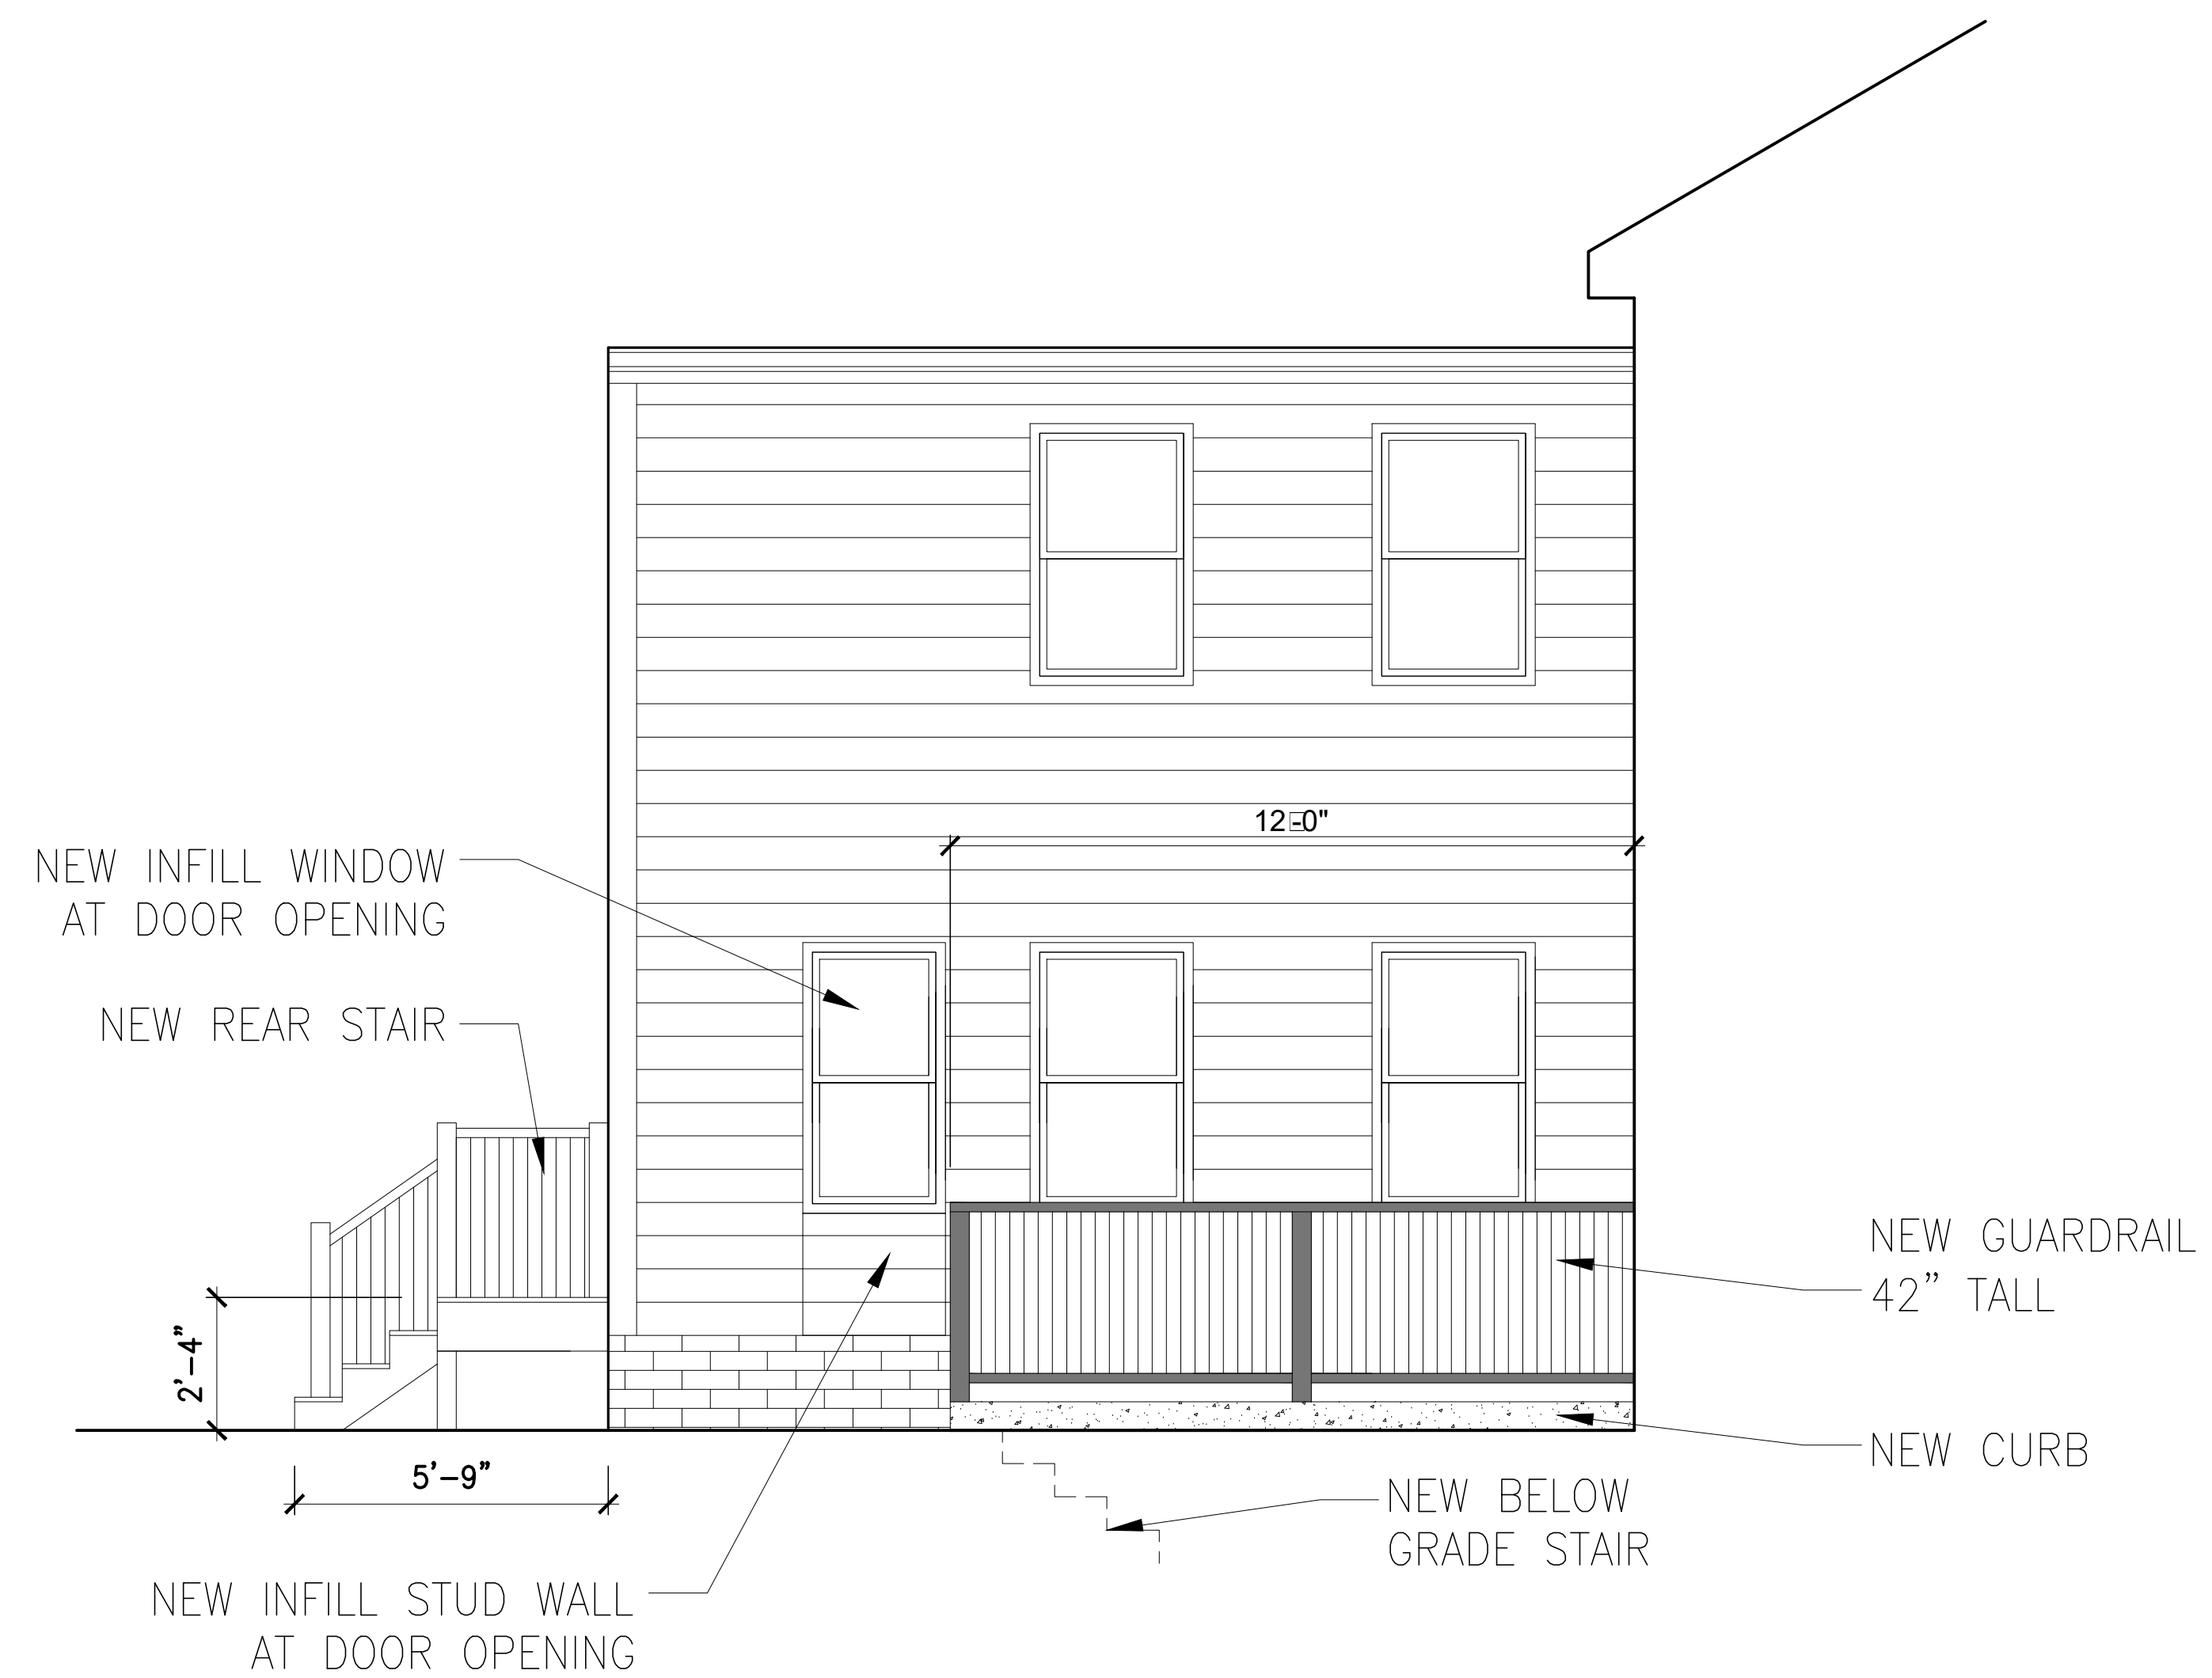 12'-0"
NEW INFILL WINDOW
AT DOOR OPENING
NEW REAR STAIR
NEW GUARDRAIL
42” TALL
2’-4”
5’-9”
NEW CURB
NEW BELOW
GRADE STAIR
NEW INFILL STUD WALL
AT DOOR OPENING